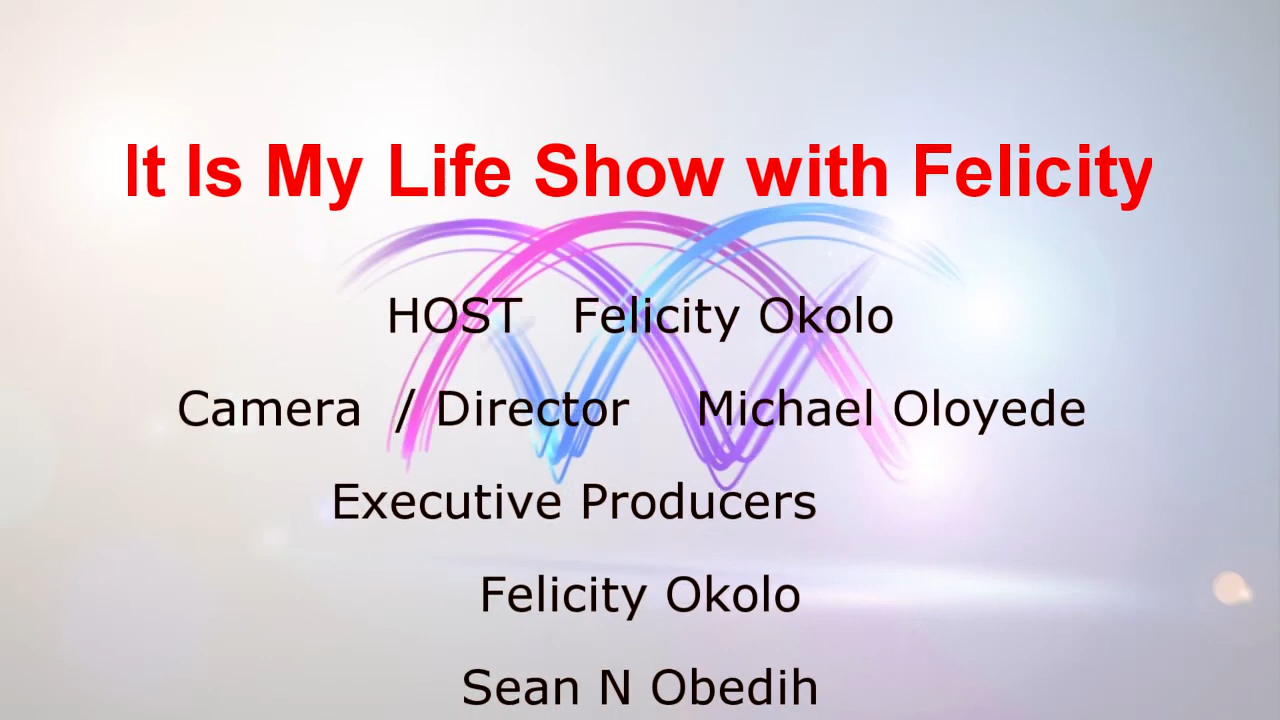 It Is My Life Show with Felicity
HOST Felicity Okolo
Camera / Director Michael Oloyede
Executive Producers
Felicity Okolo
Sean N Obedih